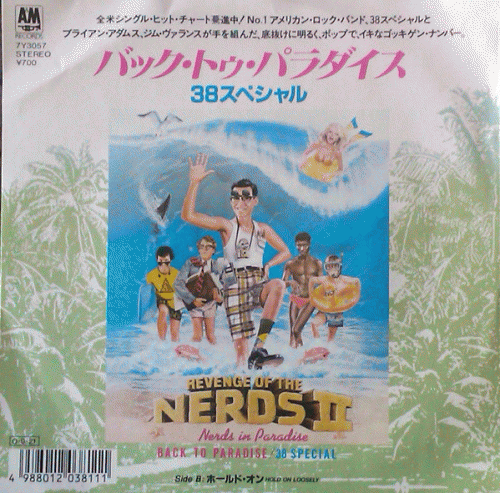 AM
RECORDS
7Y3057
STEREO
¥700
全米シングル・ヒット・チャート豪進中! No.1アメリカン・ロック・バンド、38スペシャルと
ブライアン・アダムス、ジム・ヴァランスが手を組んだ、底抜けに明るく、ポップで、イキなゴッキゲン・ナンバー。
バック・トゥ・パラダイス
38スペシャル
REVENGE OF THE
NERDS II
Nerds in Paradise
BACK TO PARADISE/38 SPECIAL
4 988012 038111
Side B: ホールド・オン HOLD ON LOOSELY